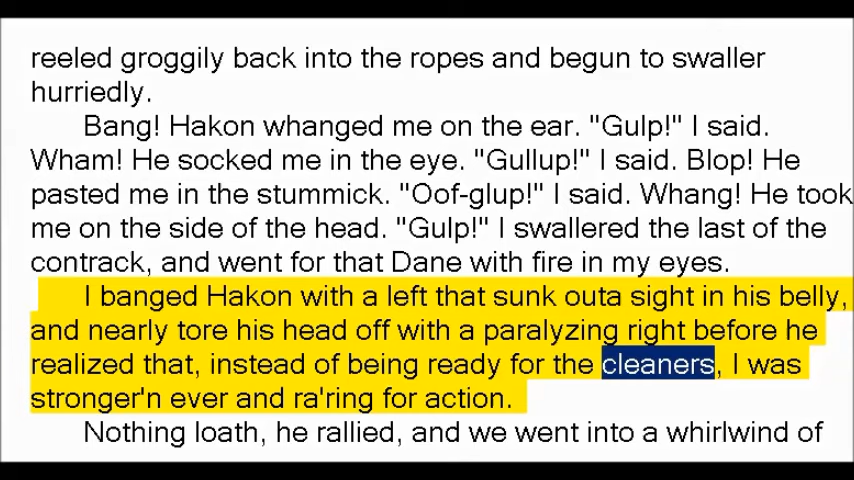 reeled groggily back into the ropes and begun to swaller
hurriedly.
Bang! Hakon whanged me on the ear. "Gulp!" I said.
Wham! He socked me in the eye. "Gullup!" I said. Blop! He
pasted me in the stummick. "Oof-glup!" I said. Whang! He took
me on the side of the head. "Gulp!" I swallered the last of the
contrack, and went for that Dane with fire in my eyes.
I banged Hakon with a left that sunk outa sight in his belly,
and nearly tore his head off with a paralyzing right before he
realized that, instead of being ready for the cleaners, I was
stronger'n ever and ra'ring for action.
Nothing loath, he rallied, and we went into a whirlwind of